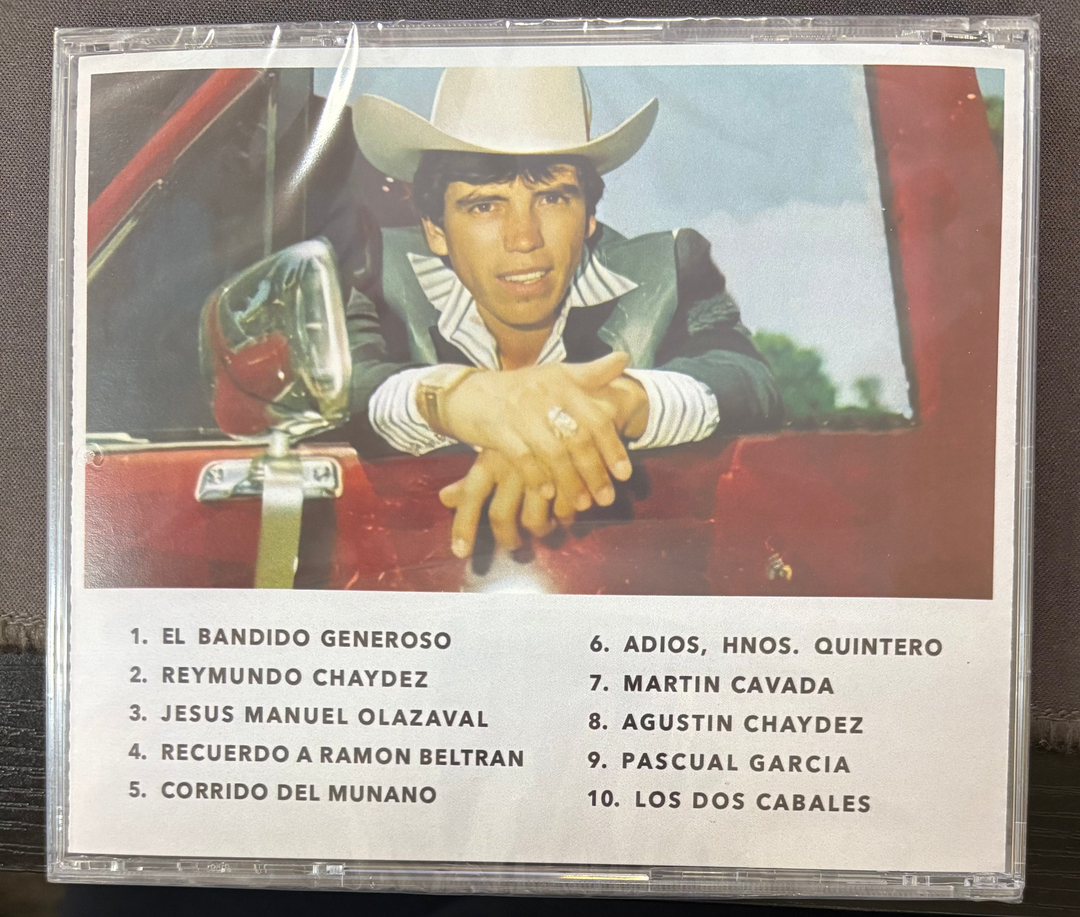 1. EL BANDIDO GENEROSO
2. REYMUNDO CHAYDEZ
3. JESUS MANUEL OLAZAVAL
4. RECUERDO A RAMON BELTRAN
5. CORRIDO DEL MUNANO
6. ADIOS, HNOS. QUINTERO
7. MARTIN CAVADA
8. AGUSTIN CHAYDEZ
9. PASCUAL GARCIA
10. LOS DOS CABALES